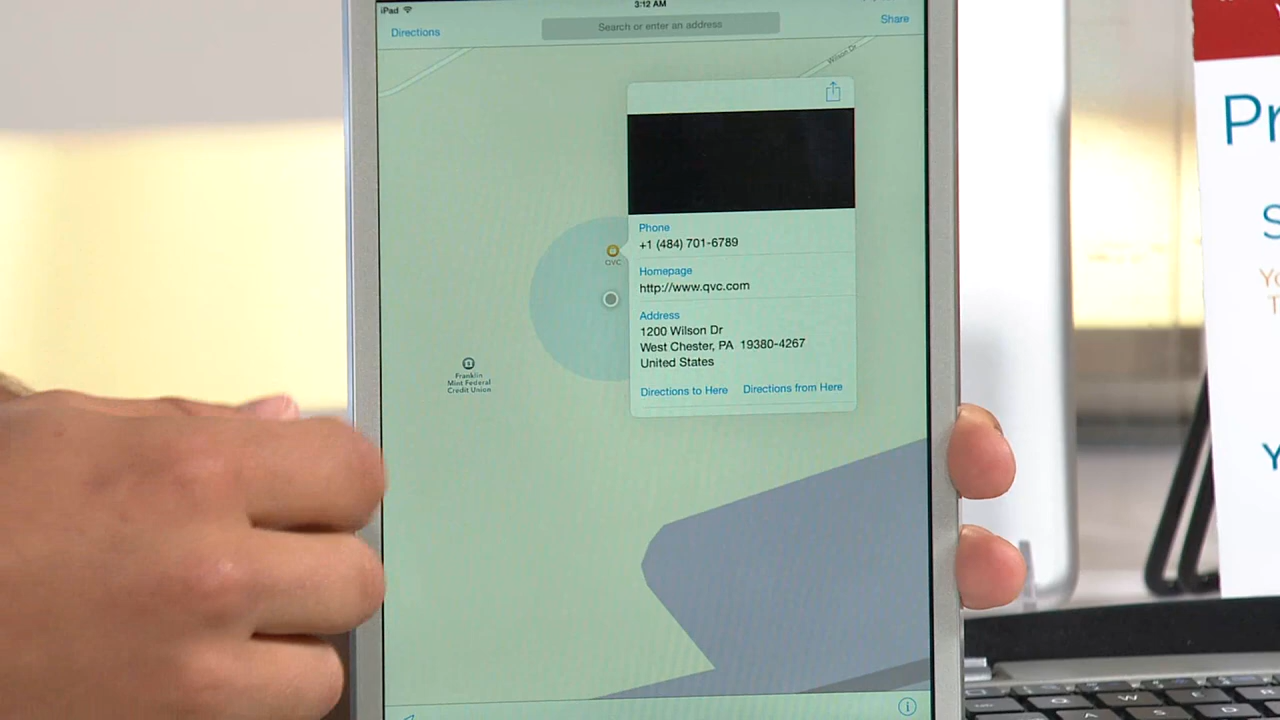 iPad
3:12 AM
Directions
Search or enter an address
Share
Wilson Dr
Phone
+1 (484) 701-6789
QVC
Homepage
http://www.qvc.com
Address
1200 Wilson Dr
West Chester, PA 19380-4267
United States
Directions to Here Directions from Here
Franklin
Mint Federal
Credit Union
Pr
S
Yo
T
Y
Q W E R
A S D